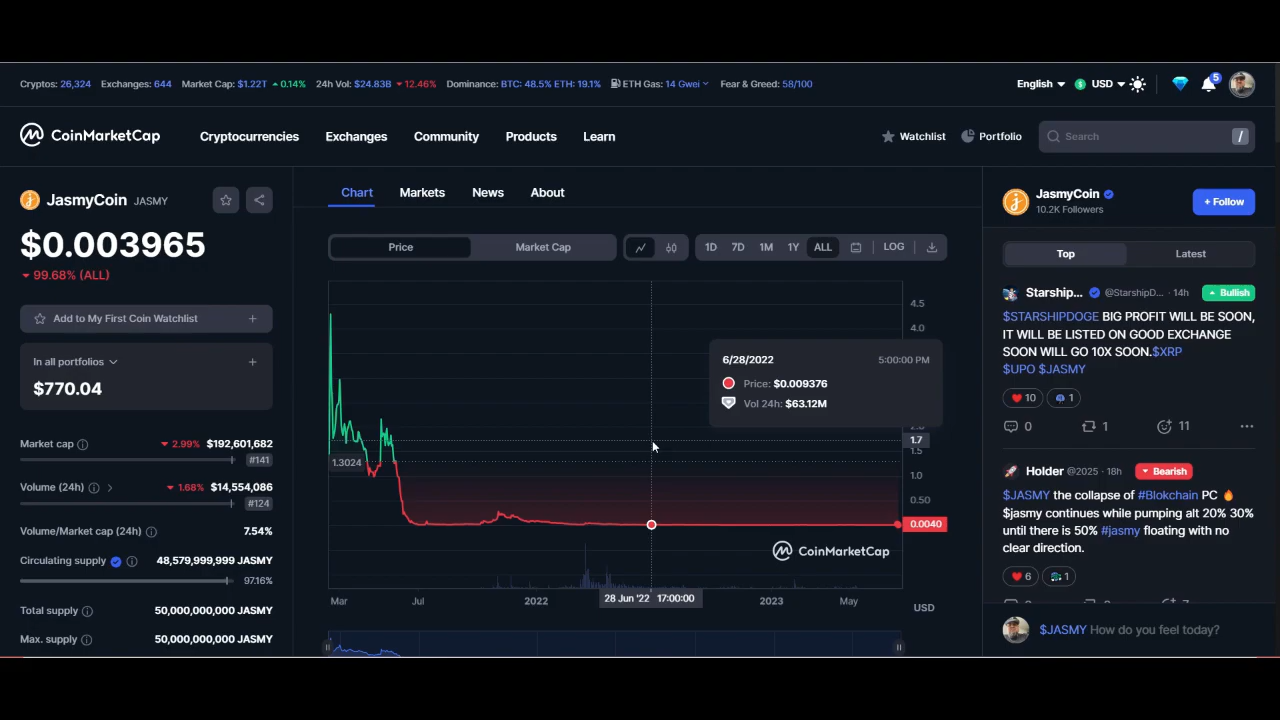 Cryptos: 26,324 Exchanges: 644 Market Cap: $1.22T 0.14% 24h Vol: $24.83B 12.46% Dominance: BTC: 48.5% ETH: 19.1% ETH Gas: 14 Gwei Fear & Greed: 58/100
English USD 5
CoinMarketCap Cryptocurrencies Exchanges Community Products Learn
Watchlist Portfolio Search /
JasmyCoin JASMY
$0.003965
99.68% (ALL)
Add to My First Coin Watchlist +
In all portfolios +
$770.04
Market cap 2.99% $192,601,682
#141
Volume (24h) 1.68% $14,554,086
#124
Volume/Market cap (24h) 7.54%
Circulating supply 48,579,999,999 JASMY
97.16%
Total supply 50,000,000,000 JASMY
Max. supply 50,000,000,000 JASMY
Chart Markets News About
Price Market Cap 1D 7D 1M 1Y ALL LOG
4.5
4.0
6/28/2022 5:00:00 PM
Price: $0.009376
Vol 24h: $63.12M
1.7
1.5
1.3024
1.0
0.50
0.0040
CoinMarketCap
Mar Jul 2022 28 Jun '22 17:00:00 2023 May USD
JasmyCoin
10.2K Followers
+ Follow
Top Latest
Starship... @StarshipD... · 14h Bullish
$STARSHIPDOGE BIG PROFIT WILL BE SOON,
IT WILL BE LISTED ON GOOD EXCHANGE
SOON WILL GO 10X SOON.$XRP
$UPO $JASMY
10 1
0 1 11
Holder @2025 · 18h Bearish
$JASMY the collapse of #Blokchain PC
$jasmy continues while pumping alt 20% 30%
until there is 50% #jasmy floating with no
clear direction.
6 1
$JASMY How do you feel today?